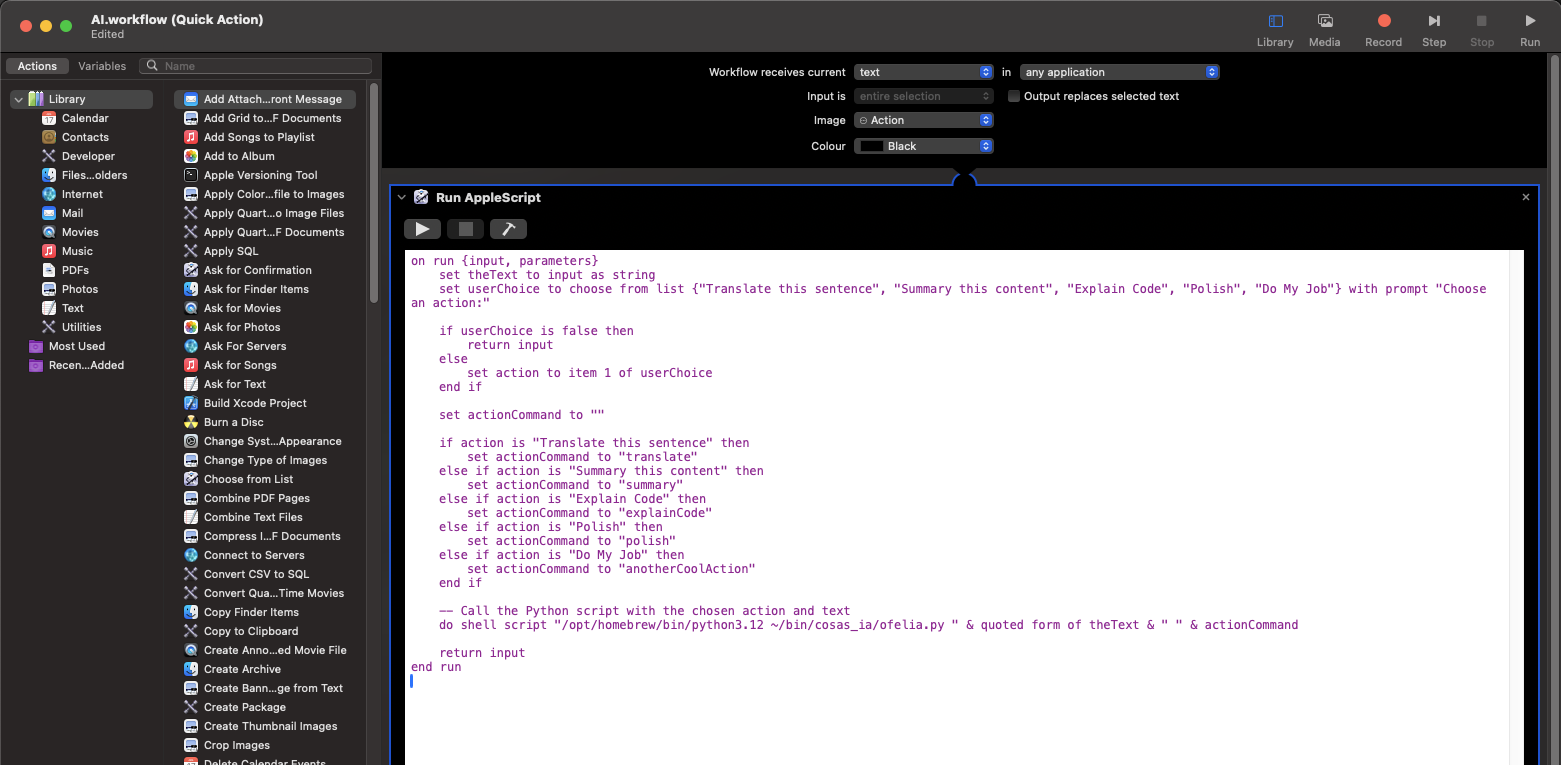 AI.workflow (Quick Action)
Edited
Library
Media
Record
Step
Stop
Run
Actions
Variables
Name
Library
Calendar
Contacts
Developer
Files...olders
Internet
Mail
Movies
Music
PDFs
Photos
Text
Utilities
Most Used
Recen...Added
Add Attach...ront Message
Add Grid to...F Documents
Add Songs to Playlist
Add to Album
Apple Versioning Tool
Apply Color...file to Images
Apply Quart...o Image Files
Apply Quart...F Documents
Apply SQL
Ask for Confirmation
Ask for Finder Items
Ask for Movies
Ask for Photos
Ask For Servers
Ask for Songs
Ask for Text
Build Xcode Project
Burn a Disc
Change Syst...Appearance
Change Type of Images
Choose from List
Combine PDF Pages
Combine Text Files
Compress I...F Documents
Connect to Servers
Convert CSV to SQL
Convert Qua...Time Movies
Copy Finder Items
Copy to Clipboard
Create Anno...ed Movie File
Create Archive
Create Bann...ge from Text
Create Package
Create Thumbnail Images
Crop Images
Delete Calendar Events
Workflow receives current text in any application
Input is entire selection Output replaces selected text
Image Action
Colour Black
Run AppleScript
on run {input, parameters}
    set theText to input as string
    set userChoice to choose from list {"Translate this sentence", "Summary this content", "Explain Code", "Polish", "Do My Job"} with prompt "Choose
an action:"
    if userChoice is false then
        return input
    else
        set action to item 1 of userChoice
    end if
    set actionCommand to ""
    if action is "Translate this sentence" then
        set actionCommand to "translate"
    else if action is "Summary this content" then
        set actionCommand to "summary"
    else if action is "Explain Code" then
        set actionCommand to "explainCode"
    else if action is "Polish" then
        set actionCommand to "polish"
    else if action is "Do My Job" then
        set actionCommand to "anotherCoolAction"
    end if
    -- Call the Python script with the chosen action and text
    do shell script "/opt/homebrew/bin/python3.12 ~/bin/cosas_ia/ofelia.py " & quoted form of theText & " " & actionCommand
    return input
end run